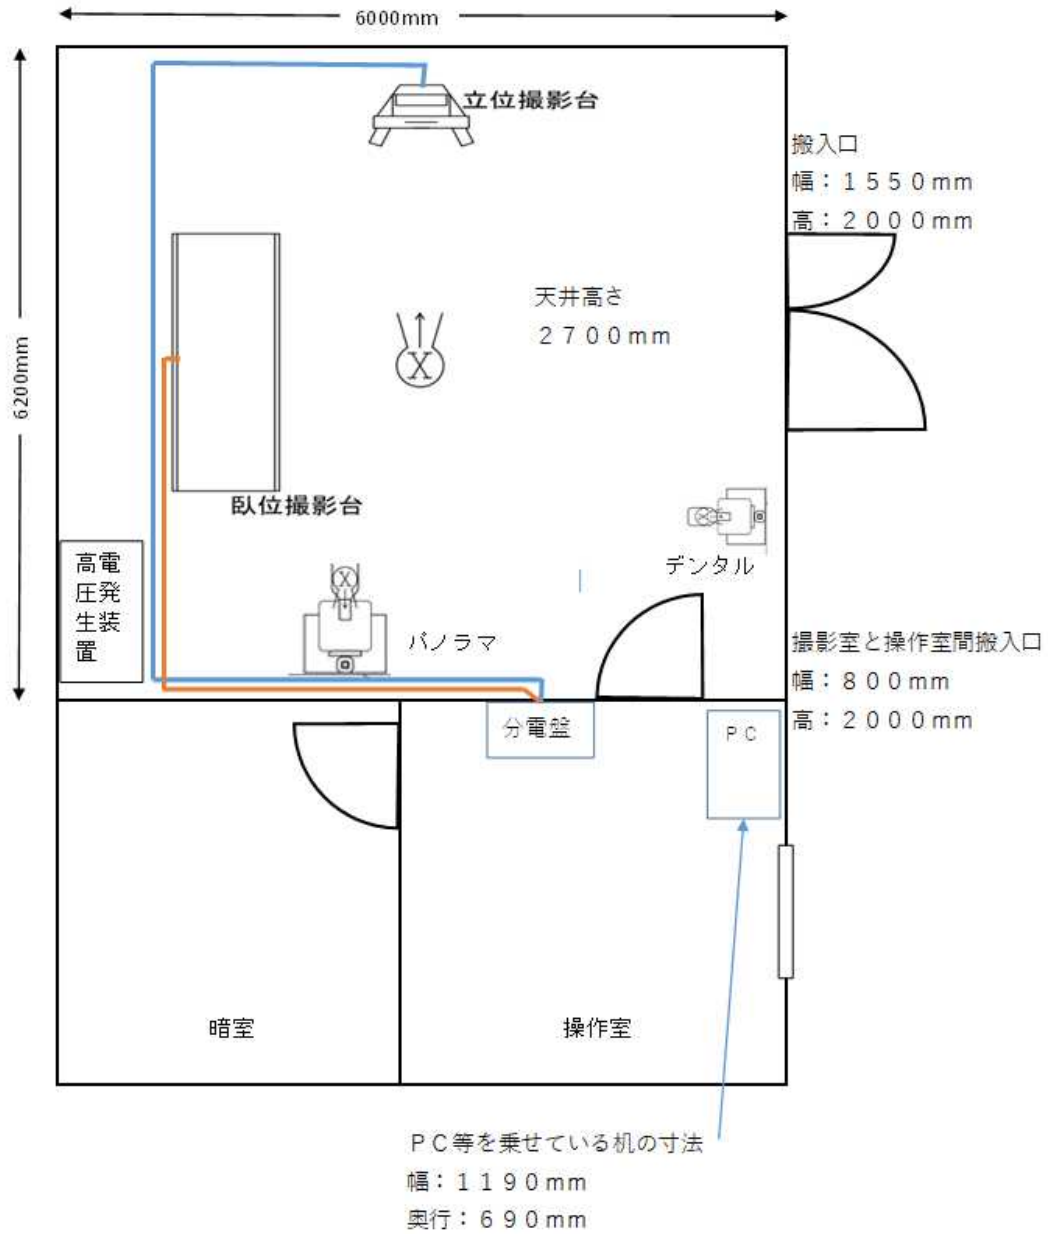 6000mm
立位撮影台
搬入口
幅：１５５０mm
高：２０００mm
天井高さ
２７００mm
6200mm
X
臥位撮影台
デンタル
X
高電
圧発
生装
置
X
パノラマ
撮影室と操作室間搬入口
幅：８００mm
高：２０００mm
分電盤
ＰＣ
暗室
操作室
ＰＣ等を乗せている机の寸法
幅：１１９０mm
奥行：６９０mm